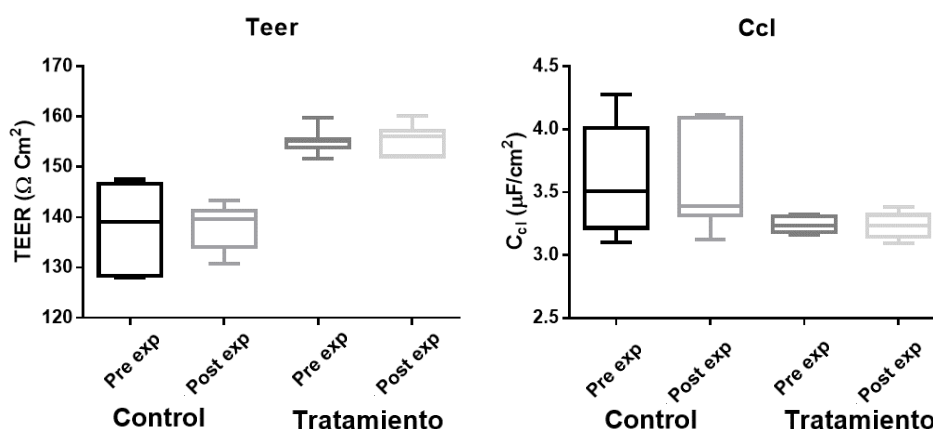 Teer
170
160
150
140
130
120
TEER (Ω Cm²)
Pre exp
Post exp
Pre exp
Post exp
Control
Tratamiento
Ccl
4.5
4.0
3.5
3.0
2.5
C_cl (µF/cm²)
Pre exp
Post exp
Pre exp
Post exp
Control
Tratamiento